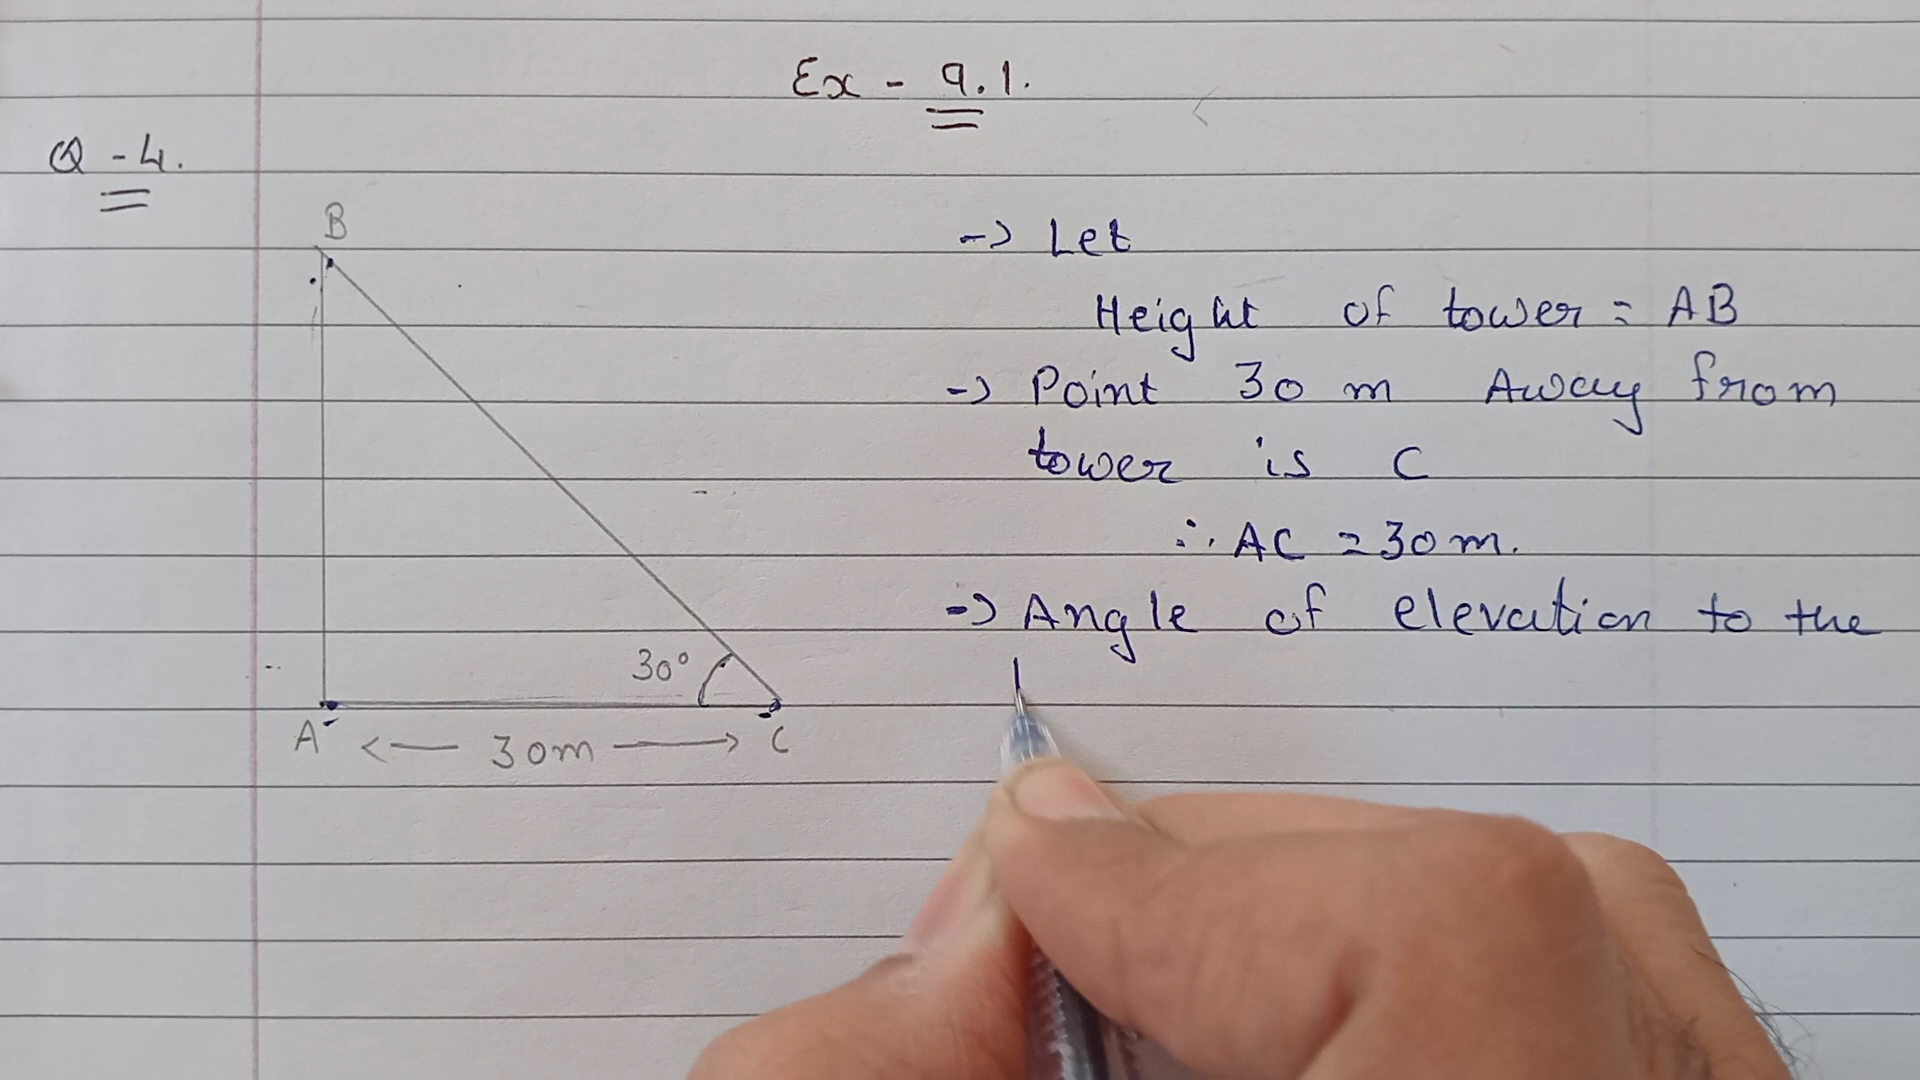 Ex - 9.1.
Q - 4.
B
-> Let
Height of tower = AB
-> Point 30 m Away from
tower is C
∴ AC = 30 m.
-> Angle of elevation to the
30°
A <— 30m —> C